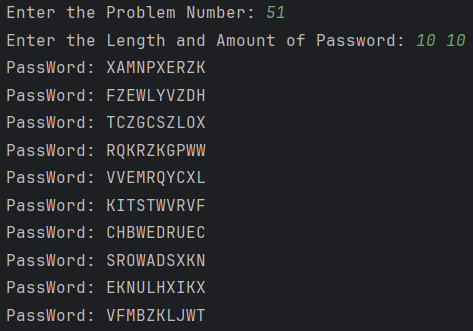 Enter the Problem Number: 51
Enter the Length and Amount of Password: 10 10
PassWord: XAMNPXERZK
PassWord: FZEWLYVZDH
PassWord: TCZGCSZLOX
PassWord: RQKRZKGPWW
PassWord: VVEMRQYCXL
PassWord: KITSTWVRVF
PassWord: CHBWEDRUEC
PassWord: SROWADSXKN
PassWord: EKNULHXIKX
PassWord: VFMBZKLJWT